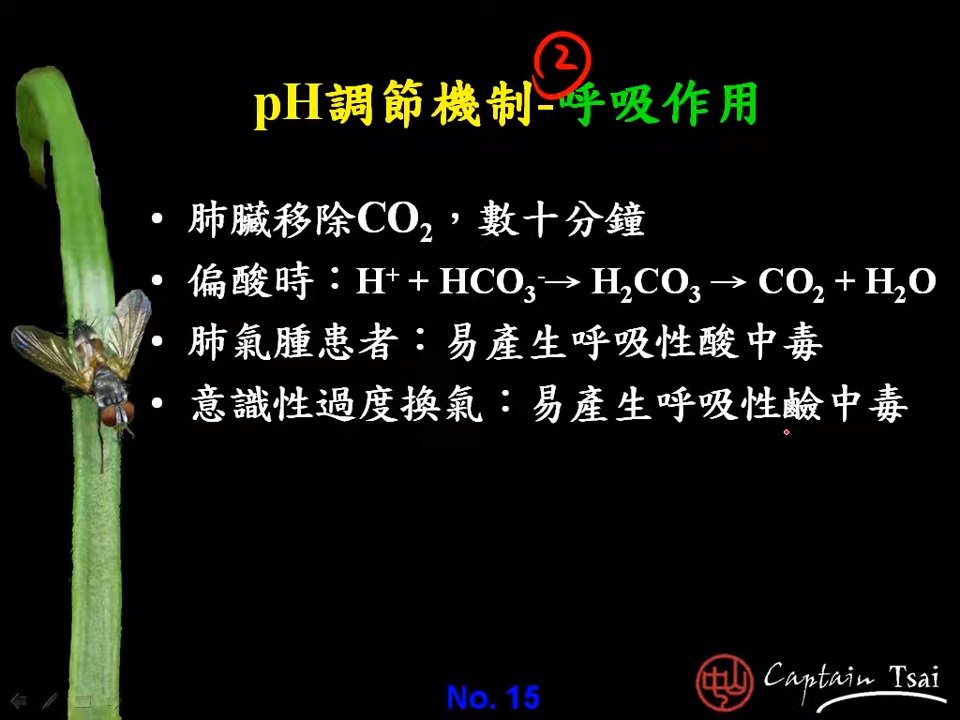 ②
pH調節機制-呼吸作用
• 肺臟移除CO₂，數十分鐘
• 偏酸時：H⁺ + HCO₃⁻→ H₂CO₃ → CO₂ + H₂O
• 肺氣腫患者：易產生呼吸性酸中毒
• 意識性過度換氣：易產生呼吸性鹼中毒
Captain Tsai
No. 15